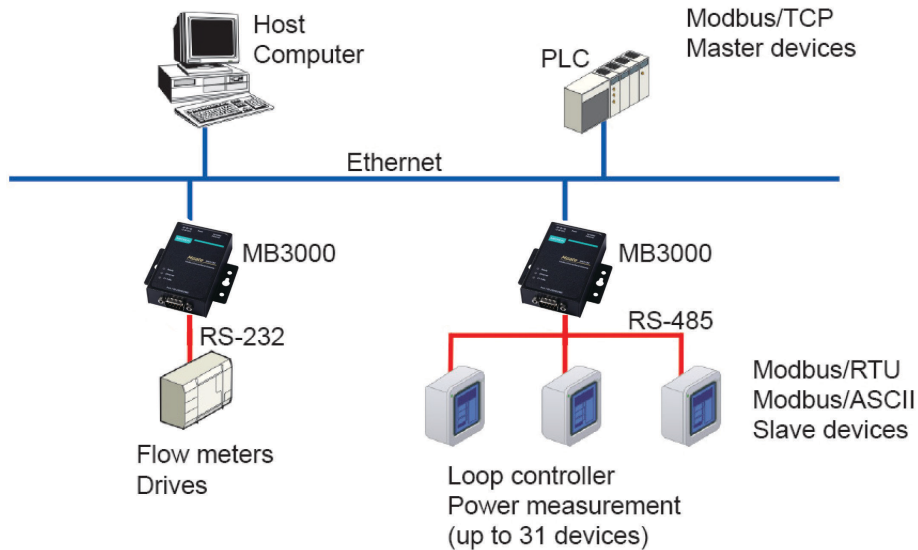 Host
Computer
Modbus/TCP
Master devices
PLC
Ethernet
MB3000
MB3000
RS-232
RS-485
Modbus/RTU
Modbus/ASCII
Slave devices
Flow meters
Drives
Loop controller
Power measurement
(up to 31 devices)